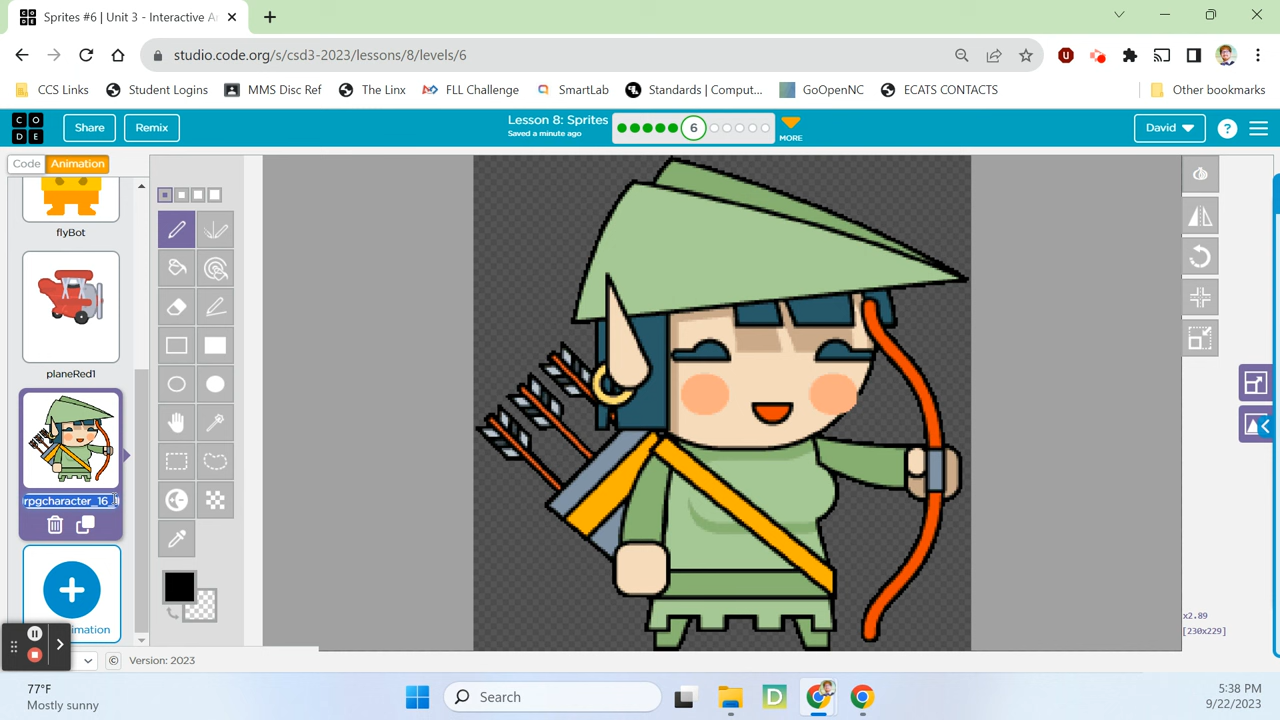 Sprites #6 | Unit 3 - Interactive A
studio.code.org/s/csd3-2023/lessons/8/levels/6
CCS Links
Student Logins
MMS Disc Ref
The Linx
FLL Challenge
SmartLab
Standards | Comput...
GoOpenNC
ECATS CONTACTS
Other bookmarks
C O
D E
Share
Remix
Lesson 8: Sprites
Saved a minute ago
6
MORE
David
?
Code
Animation
flyBot
planeRed1
rpgcharacter_16_
x2.89
[230x229]
Version: 2023
77°F
Mostly sunny
Search
D
5:38 PM
9/22/2023